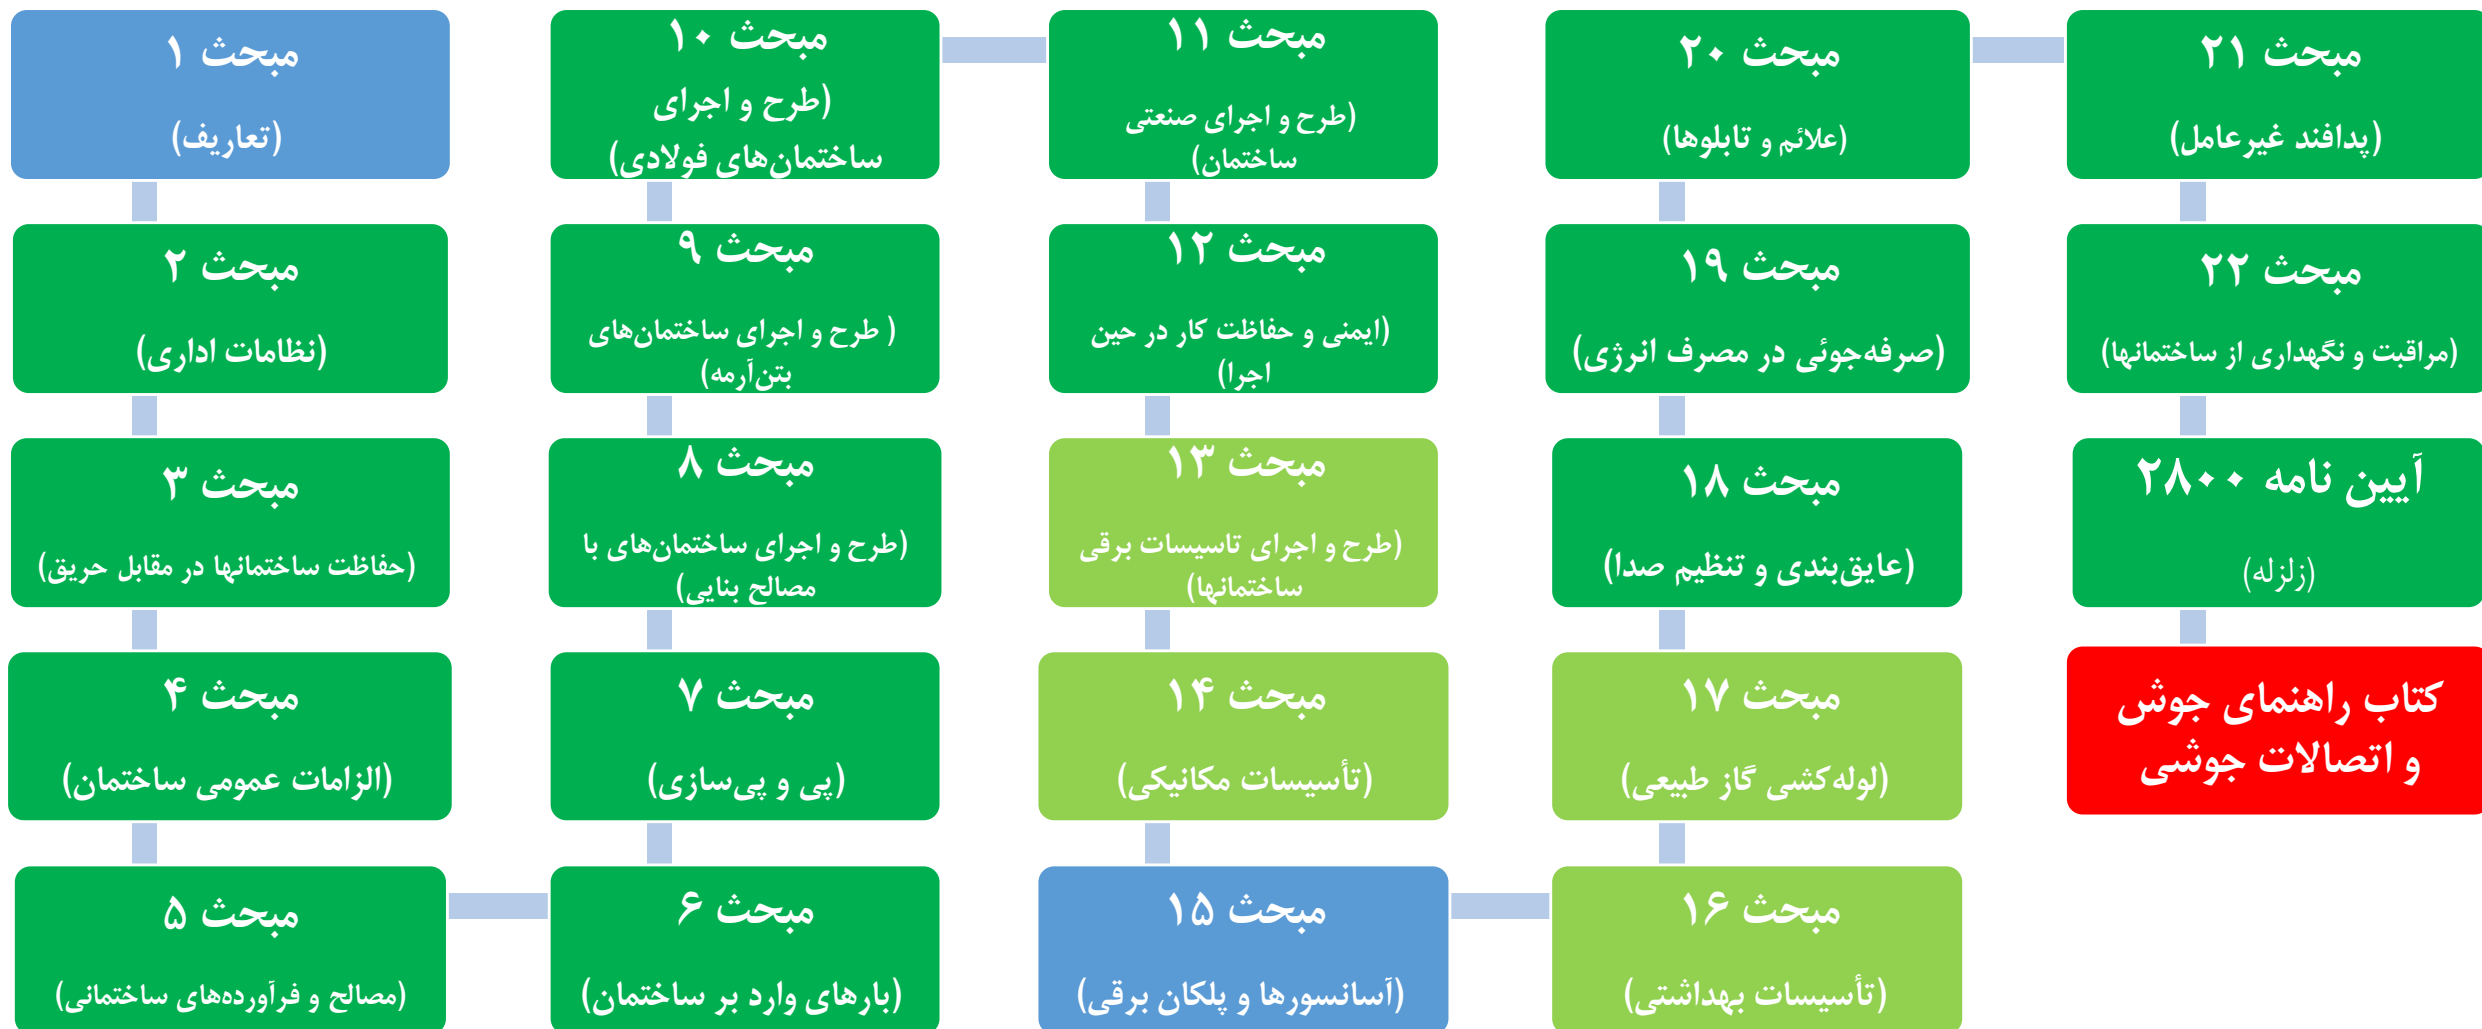 مبحث ۱
(تعاریف)
مبحث ۲
(نظامات اداری)
مبحث ۳
(حفاظت ساختمانها در مقابل حریق)
مبحث ۴
(الزامات عمومی ساختمان)
مبحث ۵
(مصالح و فرآورده‌های ساختمانی)
مبحث ۶
(بارهای وارد بر ساختمان)
مبحث ۷
(پی و پی‌سازی)
مبحث ۸
(طرح و اجرای ساختمان‌های با
مصالح بنایی)
مبحث ۹
( طرح و اجرای ساختمان‌های
بتن‌آرمه)
مبحث ۱۰
(طرح و اجرای
ساختمان‌های فولادی)
مبحث ۱۱
(طرح و اجرای صنعتی
ساختمان)
مبحث ۱۲
(ایمنی و حفاظت کار در حین
اجرا)
مبحث ۱۳
(طرح و اجرای تاسیسات برقی
ساختمانها)
مبحث ۱۴
(تأسیسات مکانیکی)
مبحث ۱۵
(آسانسورها و پلکان برقی)
مبحث ۱۶
(تأسیسات بهداشتی)
مبحث ۱۷
(لوله‌کشی گاز طبیعی)
مبحث ۱۸
(عایق‌بندی و تنظیم صدا)
مبحث ۱۹
(صرفه‌جوئی در مصرف انرژی)
مبحث ۲۰
(علائم و تابلوها)
مبحث ۲۱
(پدافند غیرعامل)
مبحث ۲۲
(مراقبت و نگهداری از ساختمانها)
آیین نامه ۲۸۰۰
(زلزله)
کتاب راهنمای جوش
و اتصالات جوشی